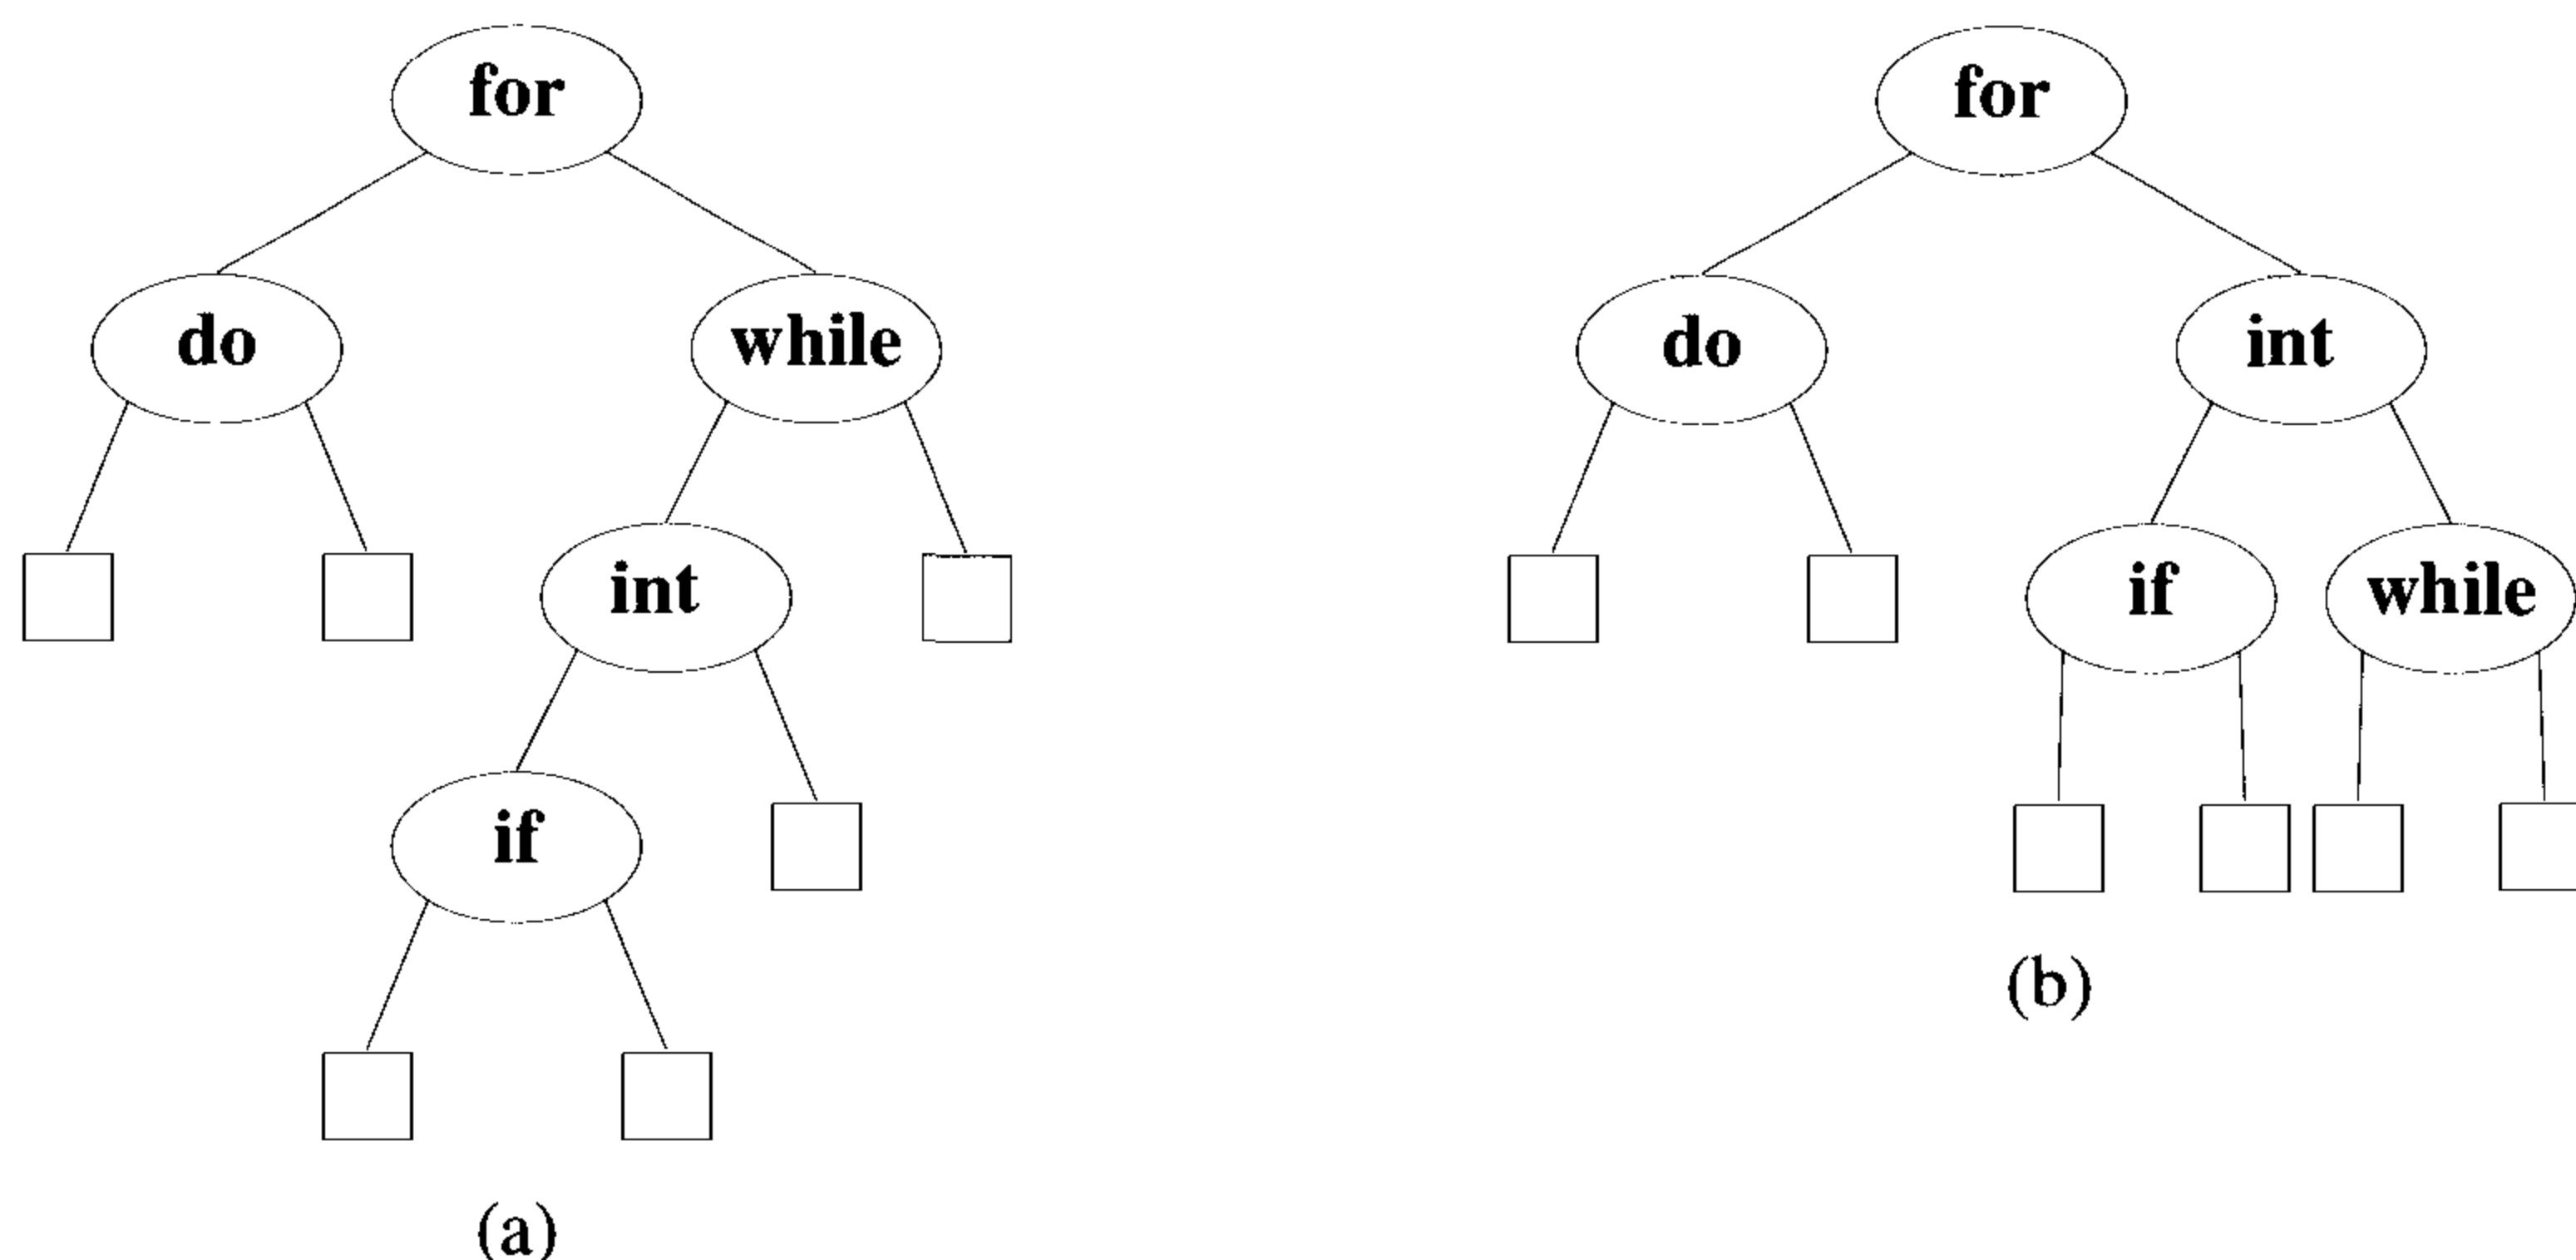 for
do
while
int
if
(a)
for
do
int
if
while
(b)